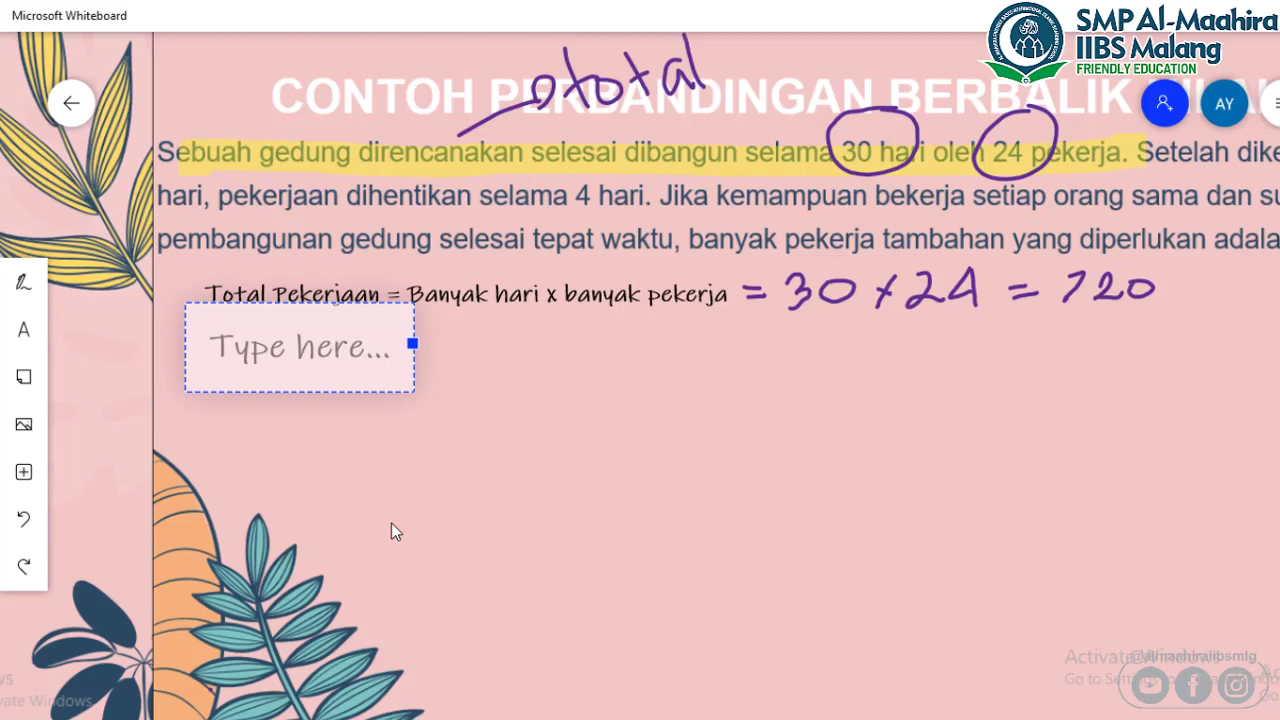 Microsoft Whiteboard
SMP Al-Maahira
IIBS Malang
FRIENDLY EDUCATION
total
CONTOH PERBANDINGAN BERBALIK
AY
Sebuah gedung direncanakan selesai dibangun selama 30 hari oleh 24 pekerja. Setelah dike
hari, pekerjaan dihentikan selama 4 hari. Jika kemampuan bekerja setiap orang sama dan su
pembangunan gedung selesai tepat waktu, banyak pekerja tambahan yang diperlukan adala
Total Pekerjaan = Banyak hari x banyak pekerja = 30 x 24 = 720
Type here...
A
@almaahiraiibsmlg
vate Windows